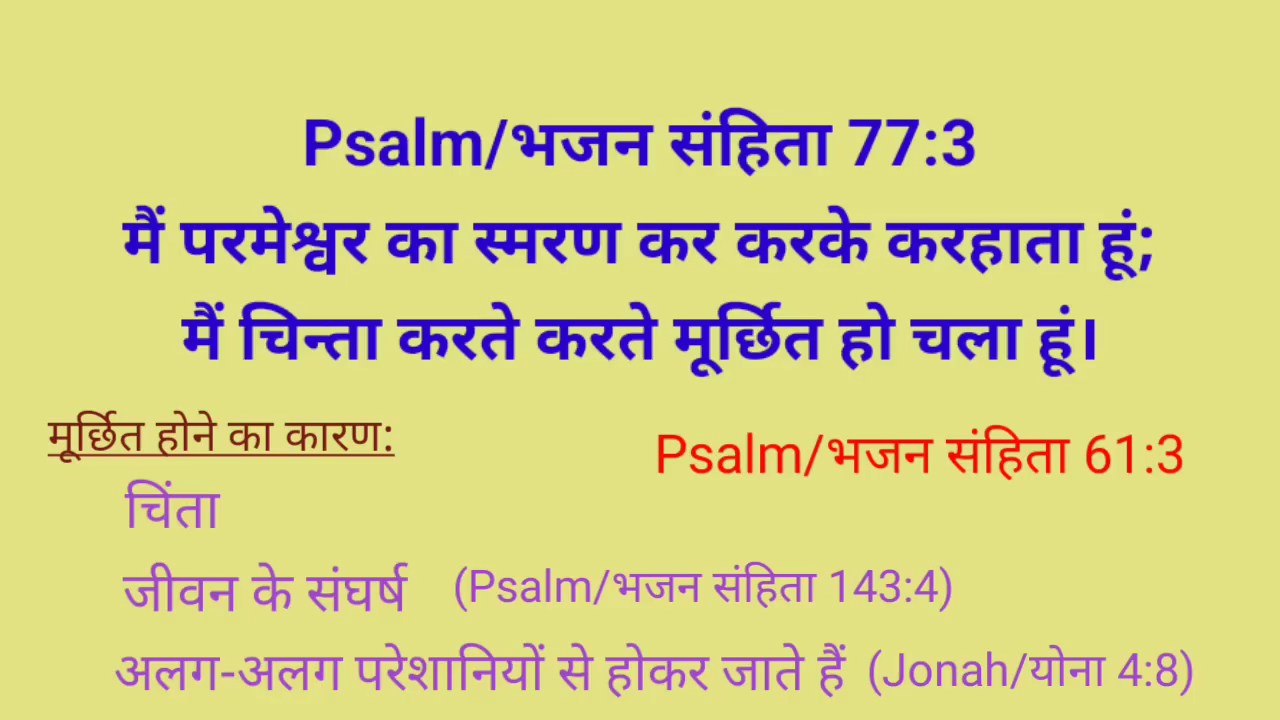 Psalm/भजन संहिता 77:3
मैं परमेश्वर का स्मरण कर करके करहाता हूं;
मैं चिन्ता करते करते मूर्छित हो चला हूं।
मूर्छित होने का कारण:
Psalm/भजन संहिता 61:3
चिंता
जीवन के संघर्ष (Psalm/भजन संहिता 143:4)
अलग-अलग परेशानियों से होकर जाते हैं (Jonah/योना 4:8)